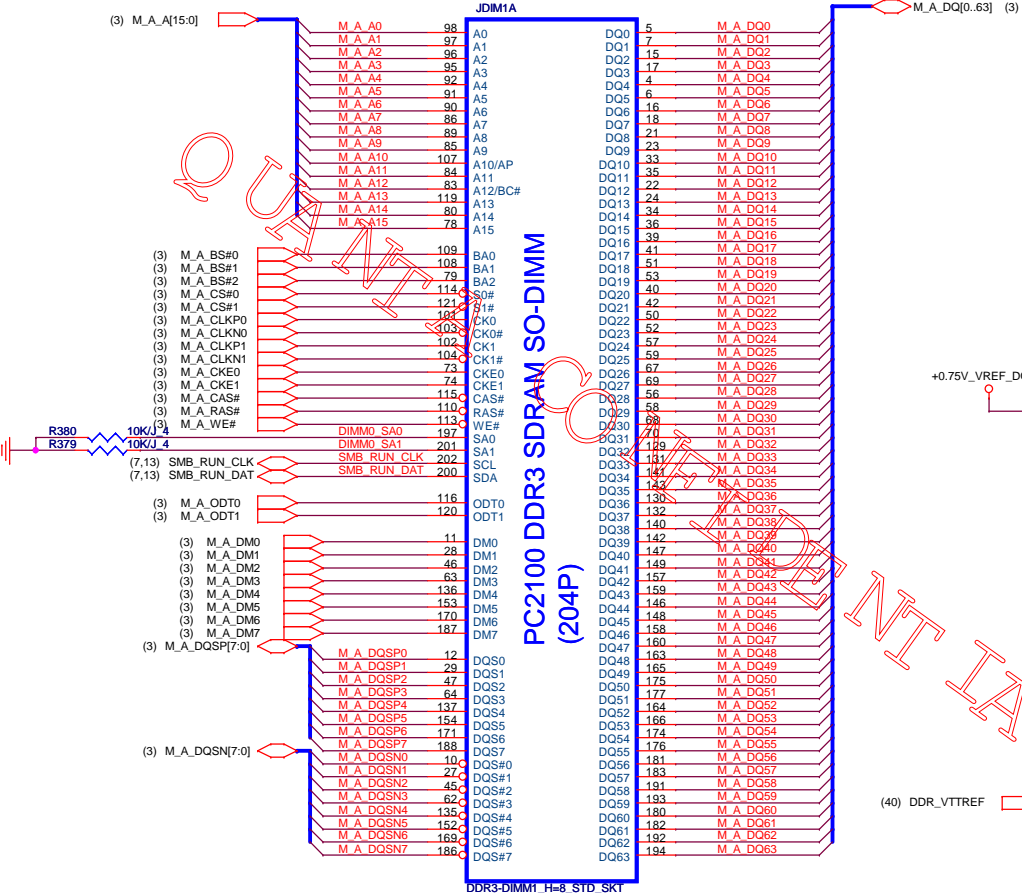 JDIM1A
(3) M_A_A[15:0]
M_A_A0 98 A0
M_A_A1 97 A1
M_A_A2 96 A2
M_A_A3 95 A3
M_A_A4 92 A4
M_A_A5 91 A5
M_A_A6 90 A6
M_A_A7 86 A7
M_A_A8 89 A8
M_A_A9 85 A9
M_A_A10 107 A10/AP
M_A_A11 84 A11
M_A_A12 83 A12/BC#
M_A_A13 119 A13
M_A_A14 80 A14
M_A_A15 78 A15
(3) M_A_BS#0 109 BA0
(3) M_A_BS#1 108 BA1
(3) M_A_BS#2 79 BA2
(3) M_A_CS#0 114 S0#
(3) M_A_CS#1 121 S1#
(3) M_A_CLKP0 101 CK0
(3) M_A_CLKN0 103 CK0#
(3) M_A_CLKP1 102 CK1
(3) M_A_CLKN1 104 CK1#
(3) M_A_CKE0 73 CKE0
(3) M_A_CKE1 74 CKE1
(3) M_A_CAS# 115 CAS#
(3) M_A_RAS# 110 RAS#
(3) M_A_WE# 113 WE#
R380 10K/J_4 DIMM0_SA0 197 SA0
R379 10K/J_4 DIMM0_SA1 201 SA1
(7,13) SMB_RUN_CLK SMB_RUN_CLK 202 SCL
(7,13) SMB_RUN_DAT SMB_RUN_DAT 200 SDA
(3) M_A_ODT0 116 ODT0
(3) M_A_ODT1 120 ODT1
(3) M_A_DM0 11 DM0
(3) M_A_DM1 28 DM1
(3) M_A_DM2 46 DM2
(3) M_A_DM3 63 DM3
(3) M_A_DM4 136 DM4
(3) M_A_DM5 153 DM5
(3) M_A_DM6 170 DM6
(3) M_A_DM7 187 DM7
(3) M_A_DQSP[7:0]
M_A_DQSP0 12 DQS0
M_A_DQSP1 29 DQS1
M_A_DQSP2 47 DQS2
M_A_DQSP3 64 DQS3
M_A_DQSP4 137 DQS4
M_A_DQSP5 154 DQS5
M_A_DQSP6 171 DQS6
M_A_DQSP7 188 DQS7
(3) M_A_DQSN[7:0]
M_A_DQSN0 10 DQS#0
M_A_DQSN1 27 DQS#1
M_A_DQSN2 45 DQS#2
M_A_DQSN3 62 DQS#3
M_A_DQSN4 135 DQS#4
M_A_DQSN5 152 DQS#5
M_A_DQSN6 169 DQS#6
M_A_DQSN7 186 DQS#7
PC2100 DDR3 SDRAM SO-DIMM
(204P)
M_A_DQ[0..63] (3)
DQ0 5 M_A_DQ0
DQ1 7 M_A_DQ1
DQ2 15 M_A_DQ2
DQ3 17 M_A_DQ3
DQ4 4 M_A_DQ4
DQ5 6 M_A_DQ5
DQ6 16 M_A_DQ6
DQ7 18 M_A_DQ7
DQ8 21 M_A_DQ8
DQ9 23 M_A_DQ9
DQ10 33 M_A_DQ10
DQ11 35 M_A_DQ11
DQ12 22 M_A_DQ12
DQ13 24 M_A_DQ13
DQ14 34 M_A_DQ14
DQ15 36 M_A_DQ15
DQ16 39 M_A_DQ16
DQ17 41 M_A_DQ17
DQ18 51 M_A_DQ18
DQ19 53 M_A_DQ19
DQ20 40 M_A_DQ20
DQ21 42 M_A_DQ21
DQ22 50 M_A_DQ22
DQ23 52 M_A_DQ23
DQ24 57 M_A_DQ24
DQ25 59 M_A_DQ25
DQ26 67 M_A_DQ26
DQ27 69 M_A_DQ27
DQ28 56 M_A_DQ28
DQ29 58 M_A_DQ29
DQ30 68 M_A_DQ30
DQ31 70 M_A_DQ31
DQ32 129 M_A_DQ32
DQ33 131 M_A_DQ33
DQ34 141 M_A_DQ34
DQ35 143 M_A_DQ35
DQ36 130 M_A_DQ36
DQ37 132 M_A_DQ37
DQ38 140 M_A_DQ38
DQ39 142 M_A_DQ39
DQ40 147 M_A_DQ40
DQ41 149 M_A_DQ41
DQ42 157 M_A_DQ42
DQ43 159 M_A_DQ43
DQ44 146 M_A_DQ44
DQ45 148 M_A_DQ45
DQ46 158 M_A_DQ46
DQ47 160 M_A_DQ47
DQ48 163 M_A_DQ48
DQ49 165 M_A_DQ49
DQ50 175 M_A_DQ50
DQ51 177 M_A_DQ51
DQ52 164 M_A_DQ52
DQ53 166 M_A_DQ53
DQ54 174 M_A_DQ54
DQ55 176 M_A_DQ55
DQ56 181 M_A_DQ56
DQ57 183 M_A_DQ57
DQ58 191 M_A_DQ58
DQ59 193 M_A_DQ59
DQ60 180 M_A_DQ60
DQ61 182 M_A_DQ61
DQ62 192 M_A_DQ62
DQ63 194 M_A_DQ63
DDR3-DIMM1_H=8_STD_SKT
QUANTA CONFIDENTIA
(40) DDR_VTTREF